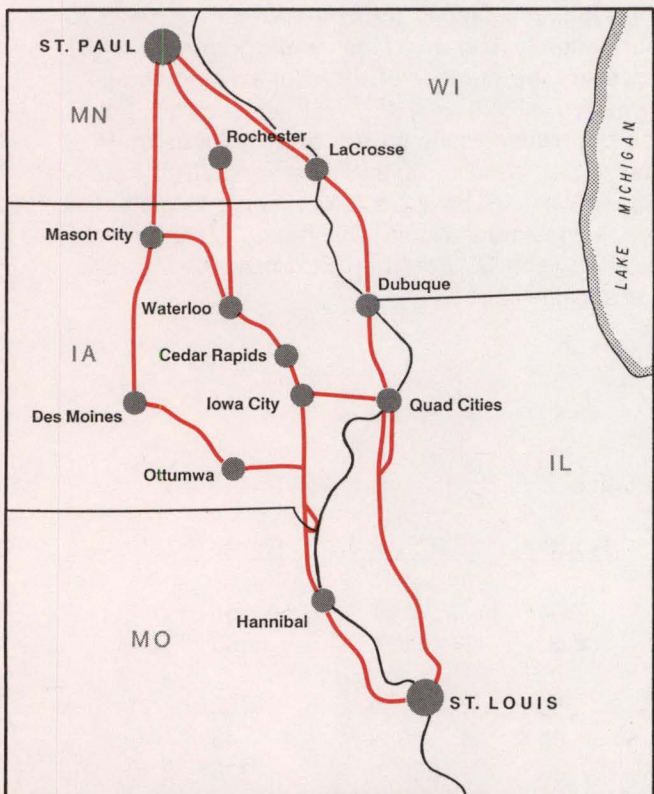 ST. PAUL
WI
MN
Rochester
LaCrosse
LAKE MICHIGAN
Mason City
Dubuque
Waterloo
IA
Cedar Rapids
Des Moines
Iowa City
Quad Cities
IL
Ottumwa
Hannibal
MO
ST. LOUIS